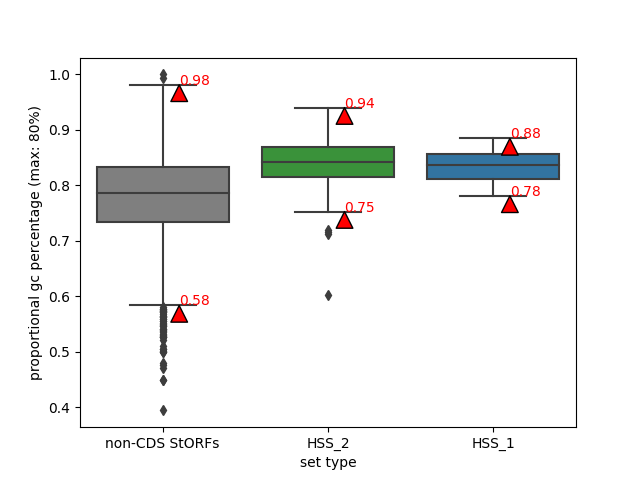 proportional gc percentage (max: 80%)
1.0
0.9
0.8
0.7
0.6
0.5
0.4
0.98
0.58
0.94
0.75
0.88
0.78
non-CDS StORFs
HSS_2
HSS_1
set type